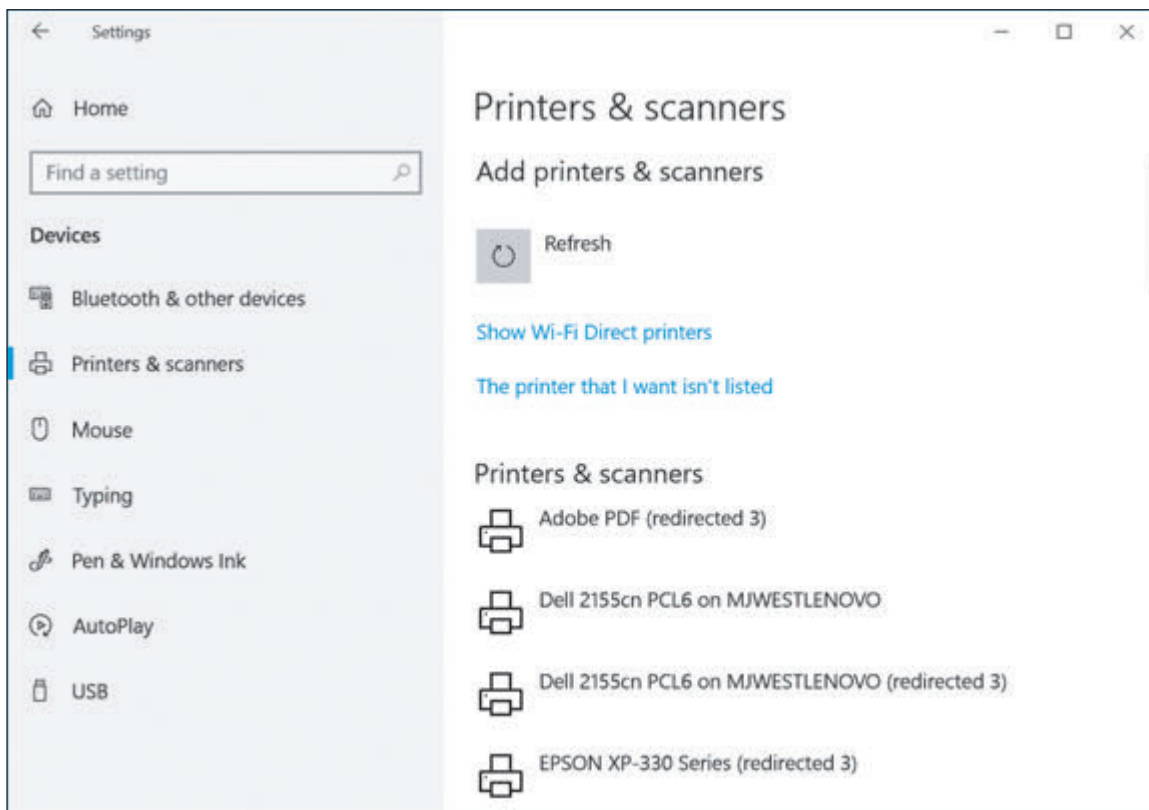 Settings
Home
Find a setting
Devices
Bluetooth & other devices
Printers & scanners
Mouse
Typing
Pen & Windows Ink
AutoPlay
USB
Printers & scanners
Add printers & scanners
Refresh
Show Wi-Fi Direct printers
The printer that I want isn't listed
Printers & scanners
Adobe PDF (redirected 3)
Dell 2155cn PCL6 on MJWESTLENOVO
Dell 2155cn PCL6 on MJWESTLENOVO (redirected 3)
EPSON XP-330 Series (redirected 3)